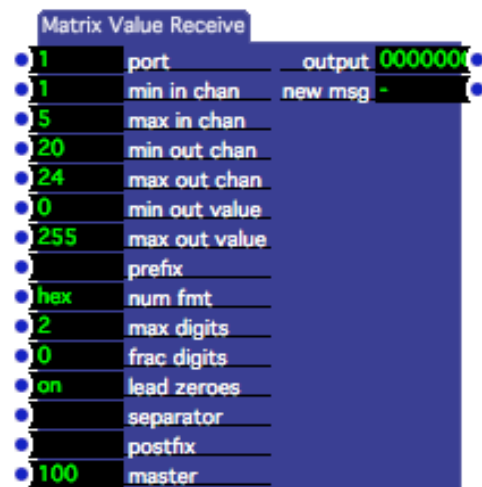 Matrix Value Receive
1 port output 0000000
1 min in chan new msg -
5 max in chan
20 min out chan
24 max out chan
0 min out value
255 max out value
prefix
hex num fmt
2 max digits
0 frac digits
on lead zeroes
separator
postfix
100 master